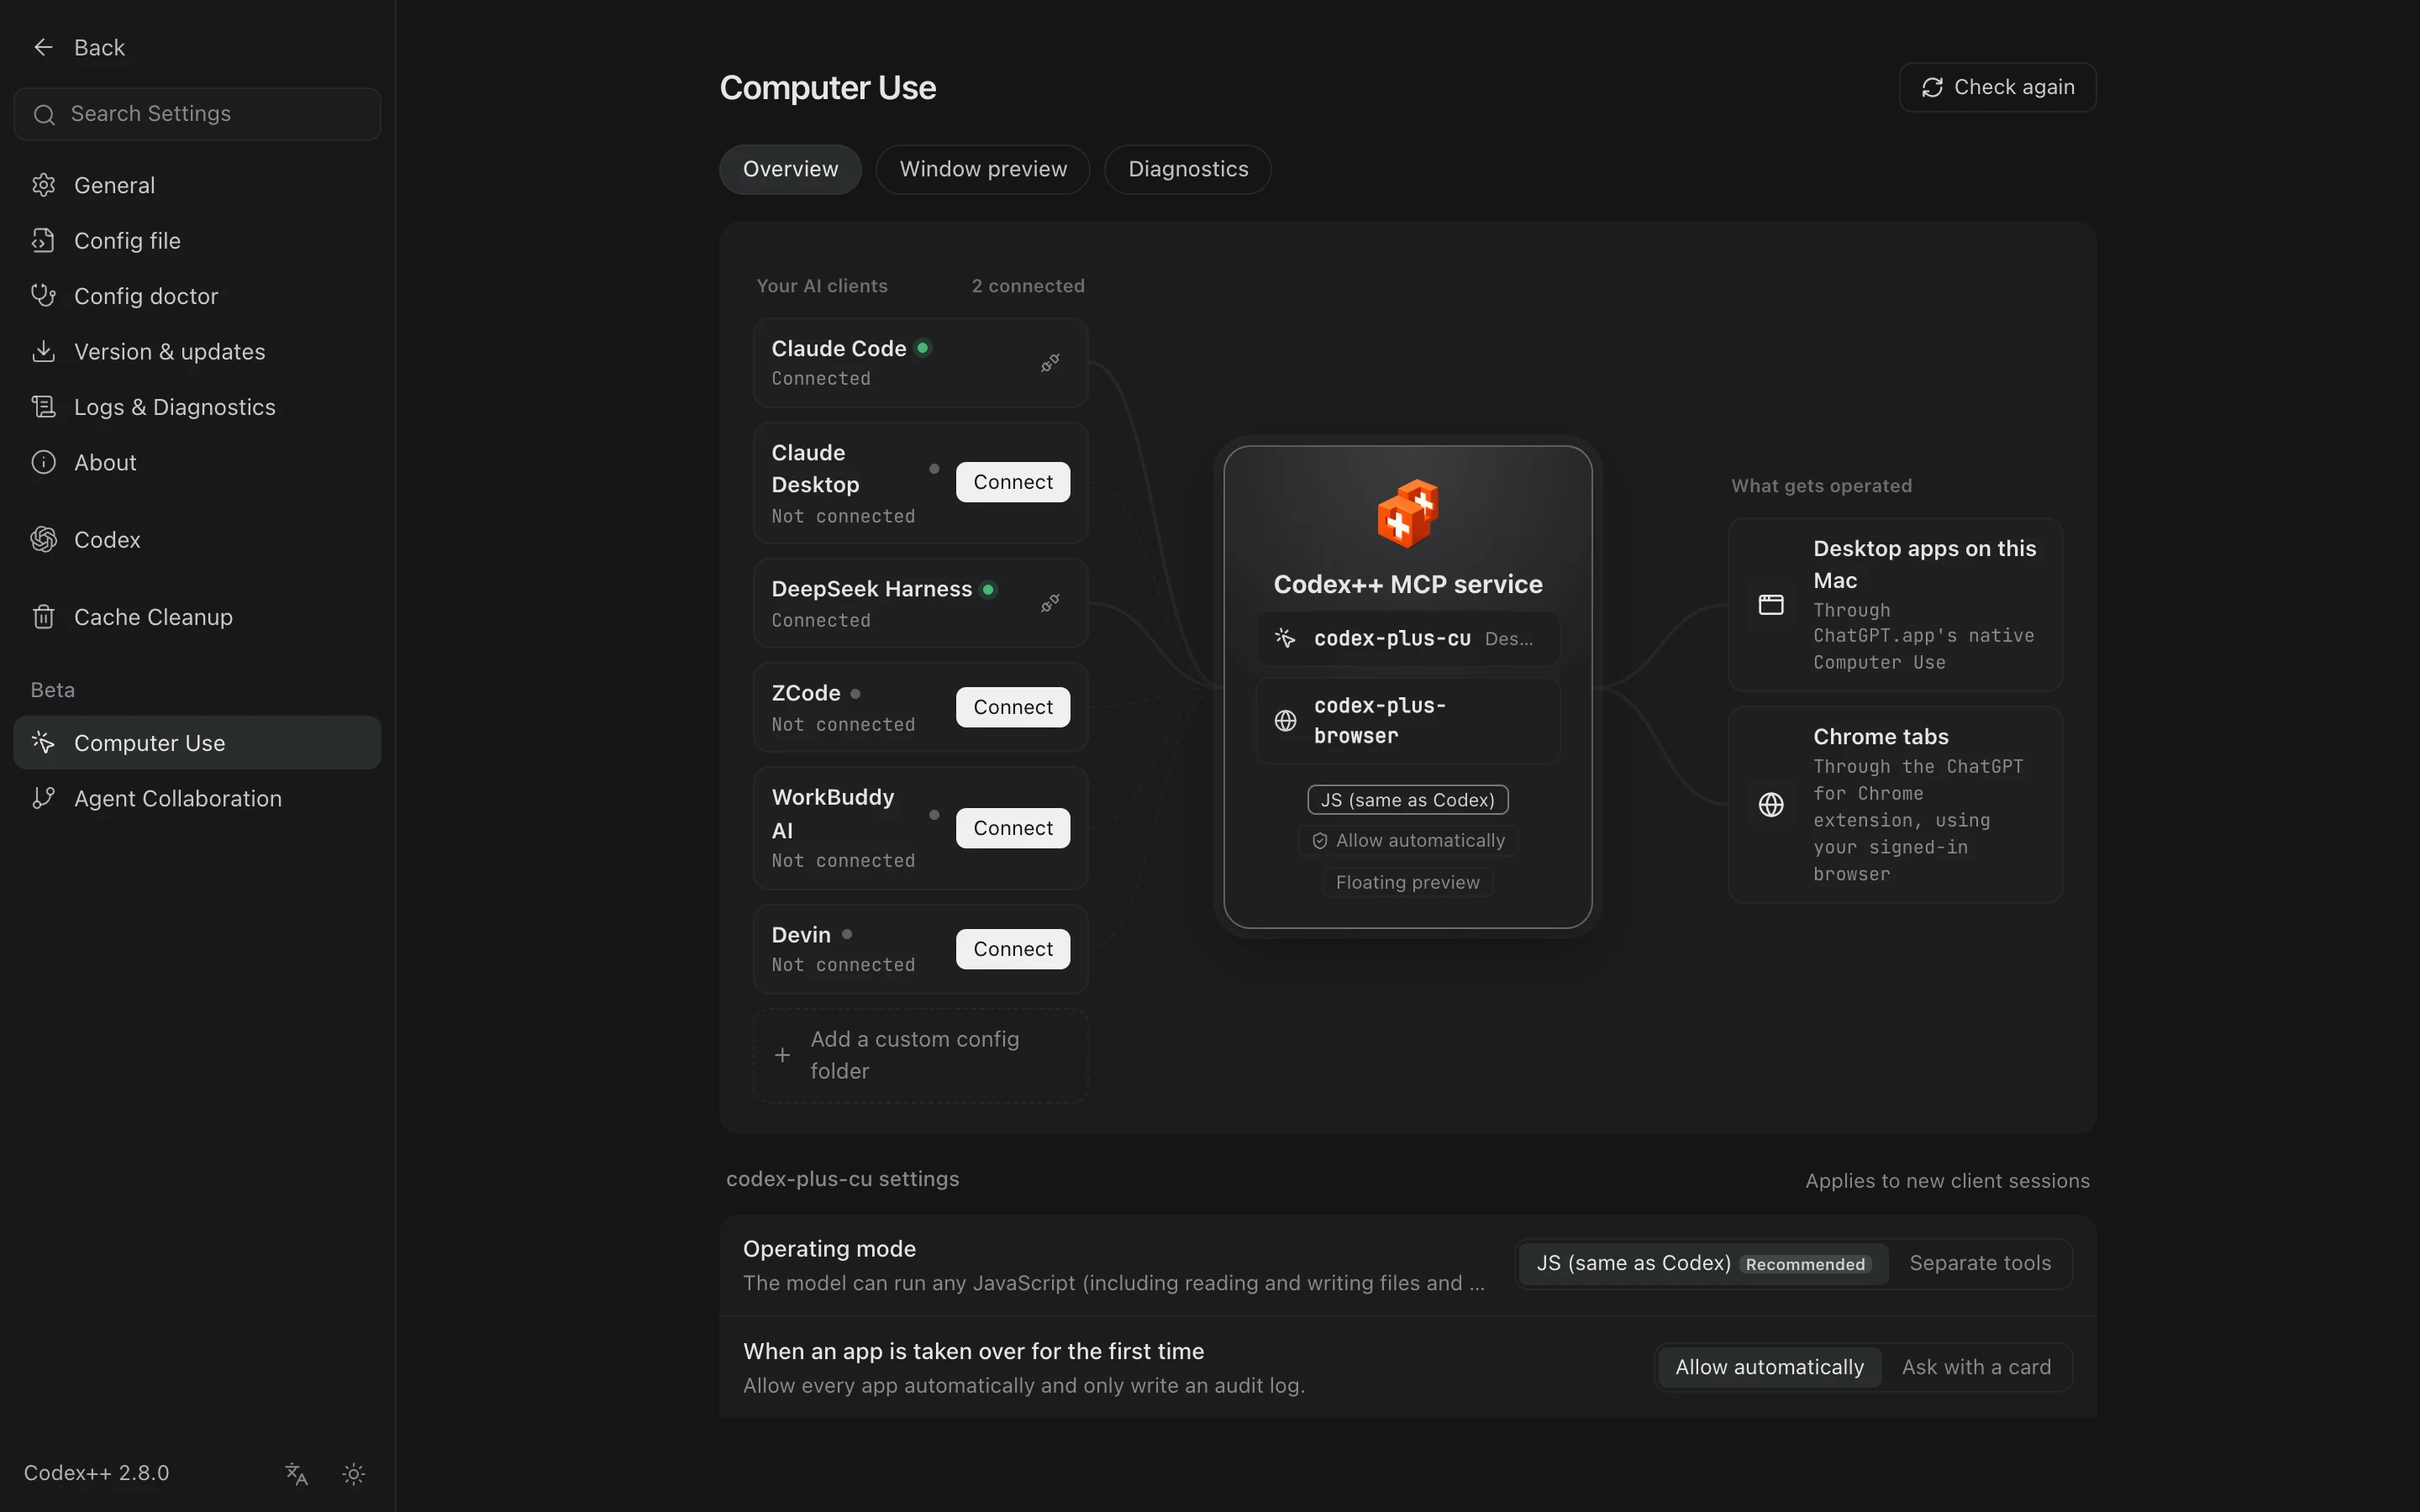 Back
Search Settings
General
Config file
Config doctor
Version & updates
Logs & Diagnostics
About
Codex
Cache Cleanup
Beta
Computer Use
Agent Collaboration
Codex++ 2.8.0
Computer Use
Check again
Overview
Window preview
Diagnostics
Your AI clients
2 connected
Claude Code
Connected
Claude
Desktop
Not connected
Connect
DeepSeek Harness
Connected
ZCode
Not connected
Connect
WorkBuddy
AI
Not connected
Connect
Devin
Not connected
Connect
Add a custom config
folder
Codex++ MCP service
codex-plus-cu Des...
codex-plus-
browser
JS (same as Codex)
Allow automatically
Floating preview
What gets operated
Desktop apps on this
Mac
Through
ChatGPT.app's native
Computer Use
Chrome tabs
Through the ChatGPT
for Chrome
extension, using
your signed-in
browser
codex-plus-cu settings
Applies to new client sessions
Operating mode
The model can run any JavaScript (including reading and writing files and ...
JS (same as Codex) Recommended
Separate tools
When an app is taken over for the first time
Allow every app automatically and only write an audit log.
Allow automatically
Ask with a card